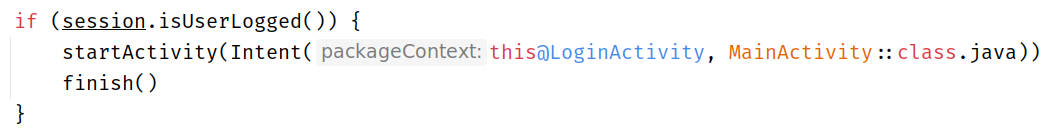 if (session.isUserLogged()) {
startActivity(Intent( packageContext: this@LoginActivity, MainActivity::class.java))
finish()
}